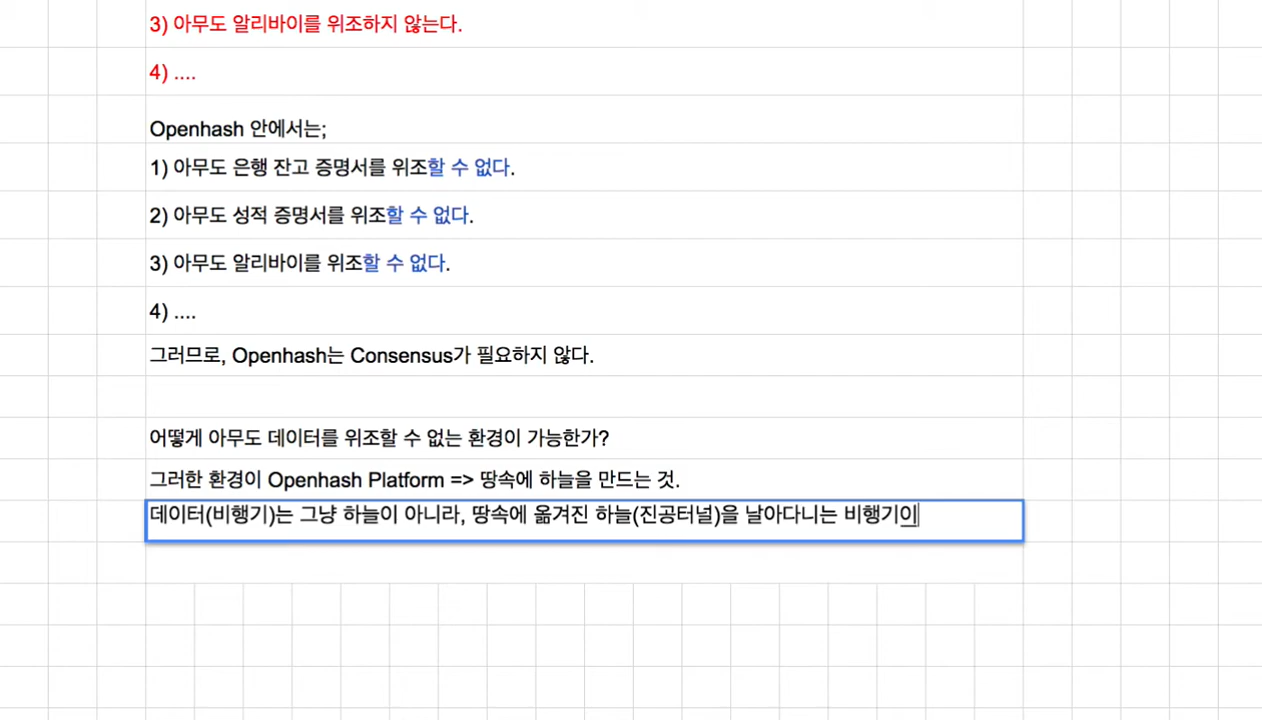 3) 아무도 알리바이를 위조하지 않는다.
4) ....
Openhash 안에서는;
1) 아무도 은행 잔고 증명서를 위조할 수 없다.
2) 아무도 성적 증명서를 위조할 수 없다.
3) 아무도 알리바이를 위조할 수 없다.
4) ....
그러므로, Openhash는 Consensus가 필요하지 않다.
어떻게 아무도 데이터를 위조할 수 없는 환경이 가능한가?
그러한 환경이 Openhash Platform => 땅속에 하늘을 만드는 것.
데이터(비행기)는 그냥 하늘이 아니라, 땅속에 옮겨진 하늘(진공터널)을 날아다니는 비행기이